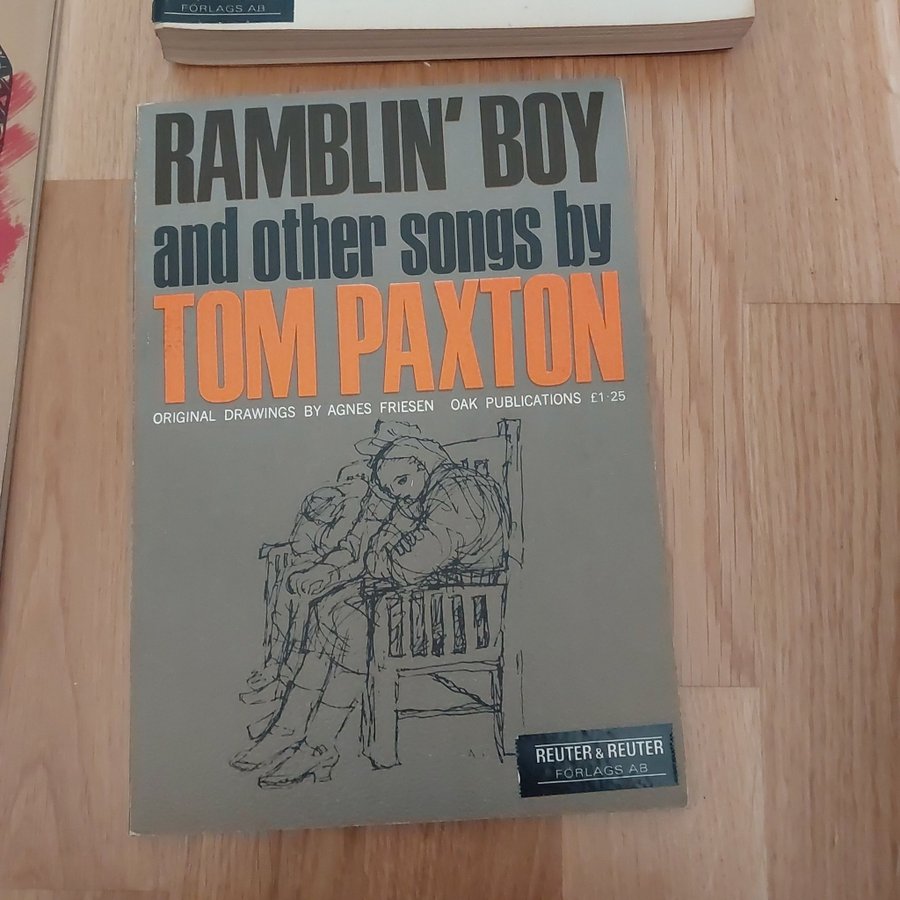 FÖRLAGS AB
RAMBLIN' BOY
and other songs by
TOM PAXTON
ORIGINAL DRAWINGS BY AGNES FRIESEN OAK PUBLICATIONS £1·25
REUTER & REUTER
FÖRLAGS AB